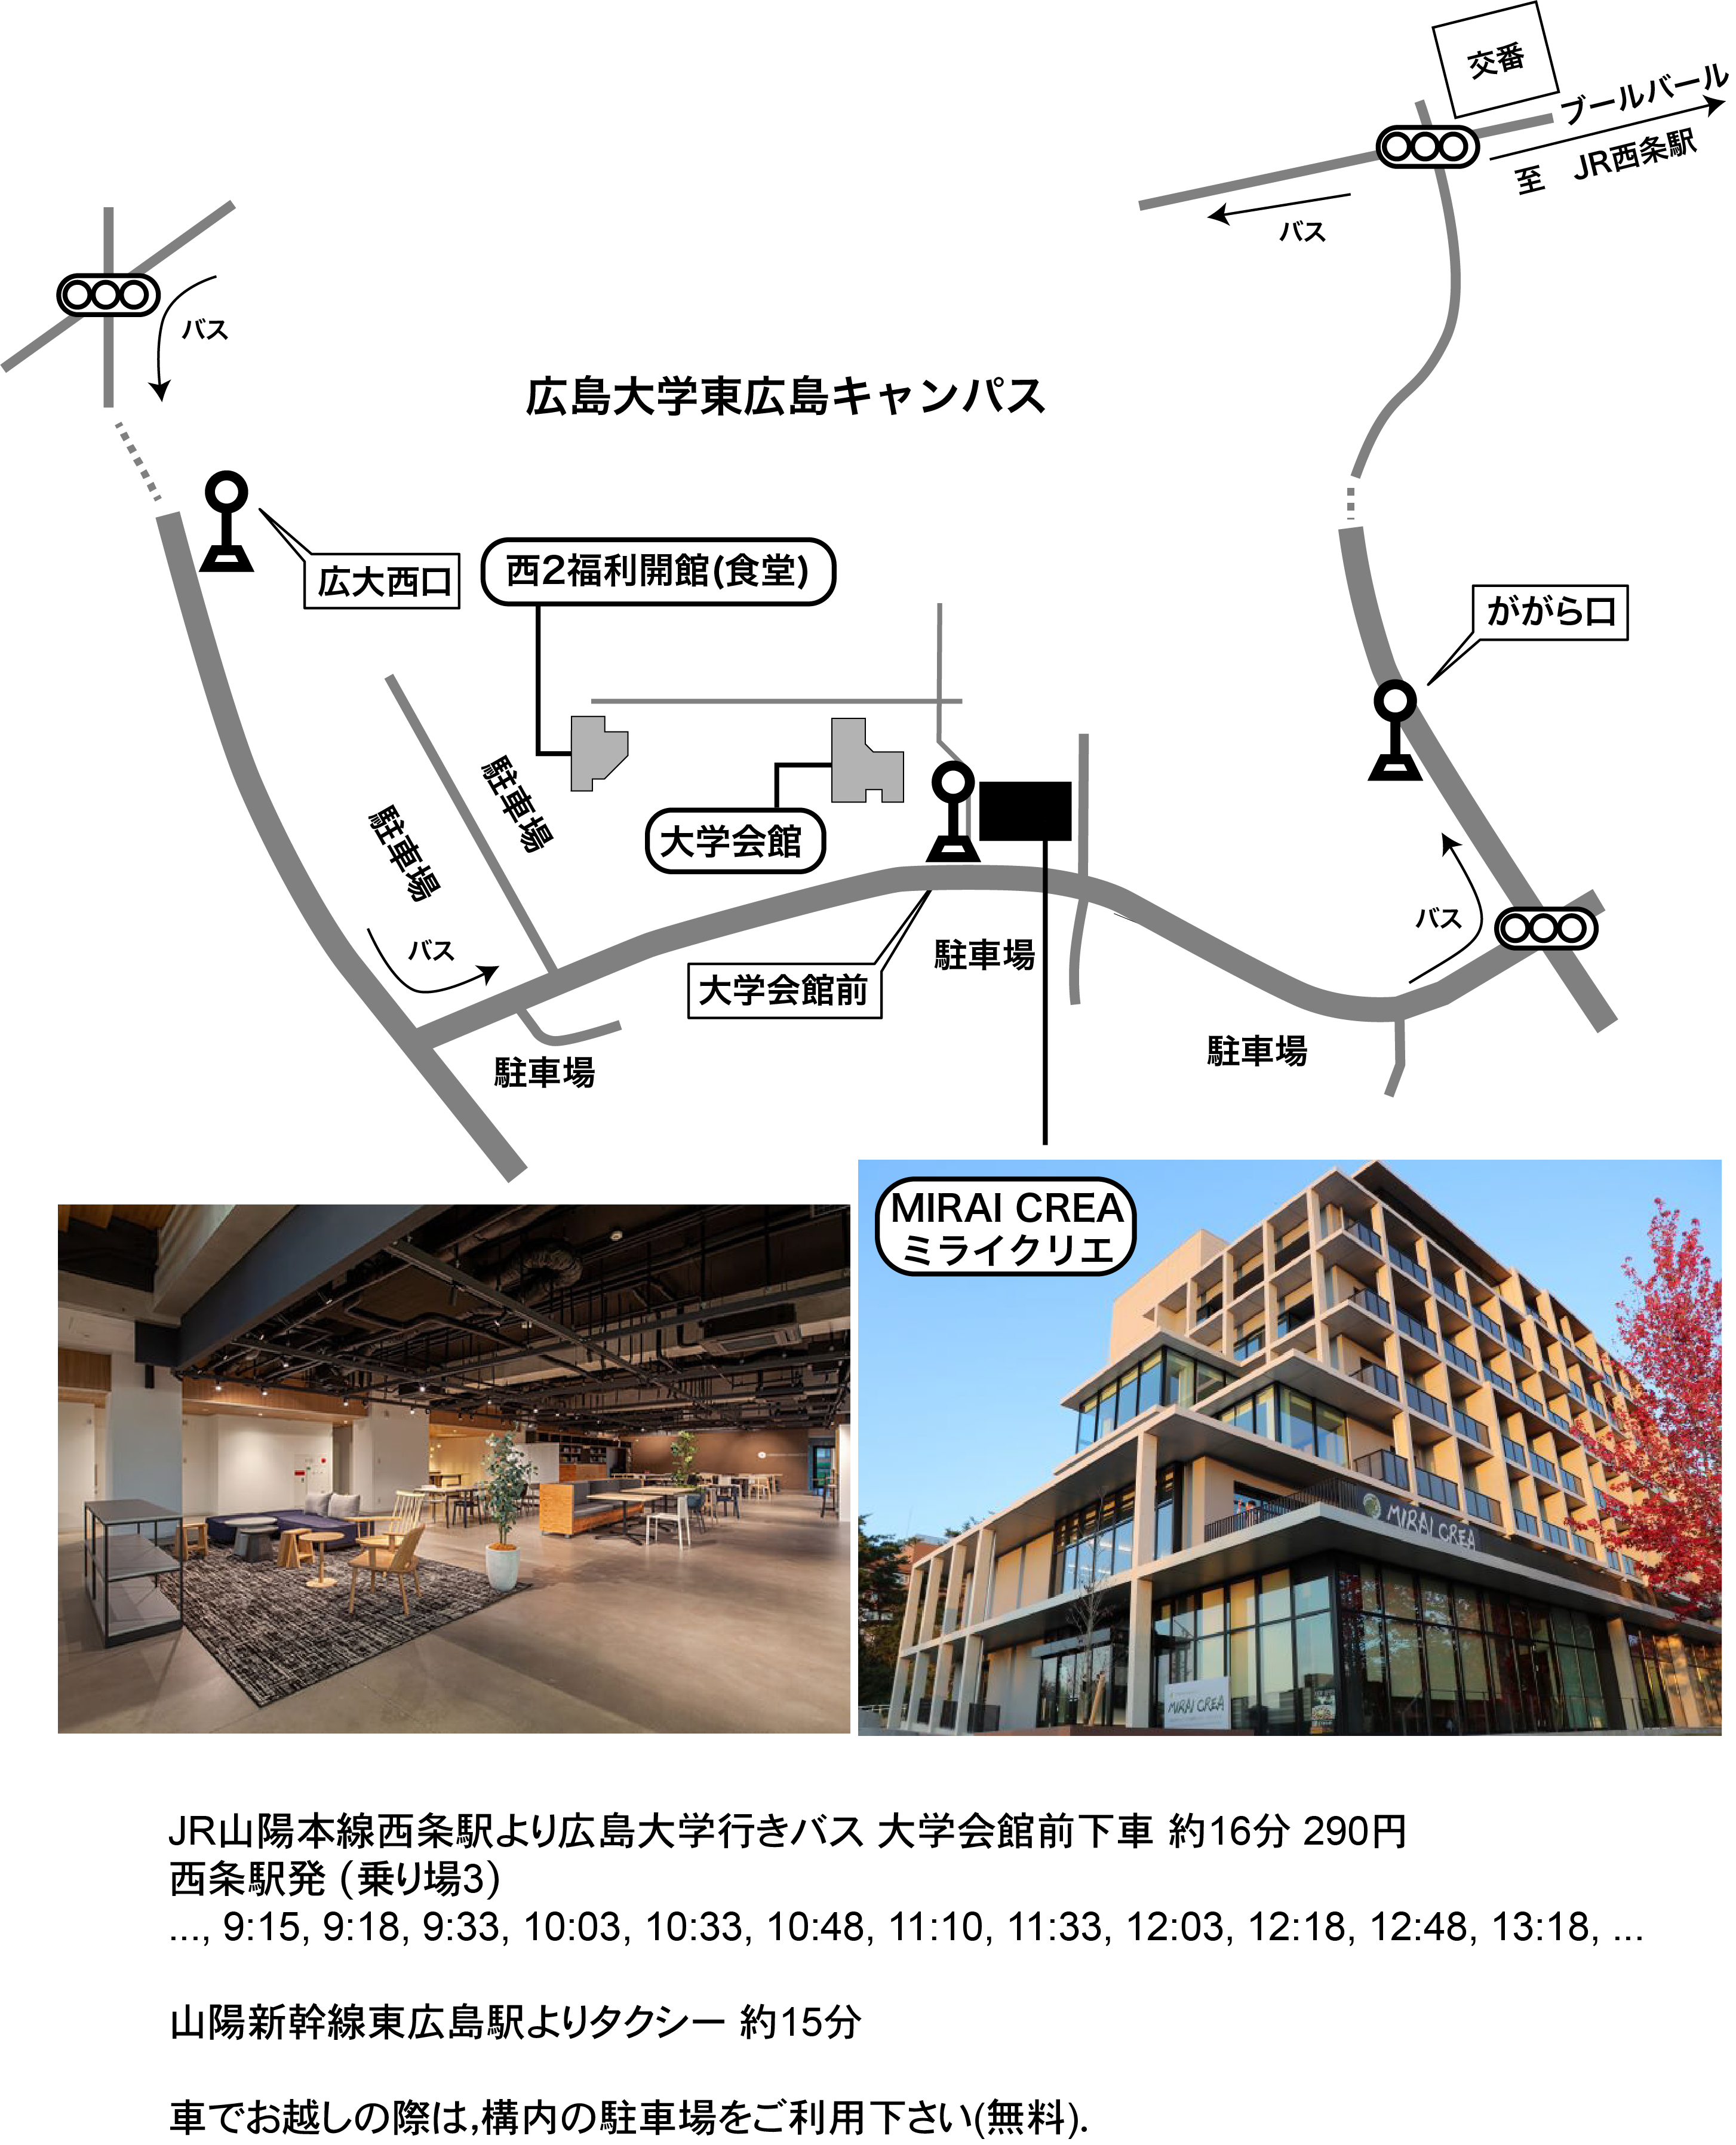 交番
ブールバール
至 JR西条駅
バス
バス
広島大学東広島キャンパス
広大西口
西2福利開館(食堂)
ががら口
駐車場
駐車場
大学会館
バス
バス
駐車場
大学会館前
駐車場
駐車場
MIRAI CREA
ミライクリエ
MIRAI CREA
MIRAI CREA
JR山陽本線西条駅より広島大学行きバス 大学会館前下車 約16分 290円
西条駅発 (乗り場3)
..., 9:15, 9:18, 9:33, 10:03, 10:33, 10:48, 11:10, 11:33, 12:03, 12:18, 12:48, 13:18, ...
山陽新幹線東広島駅よりタクシー 約15分
車でお越しの際は,構内の駐車場をご利用下さい(無料).